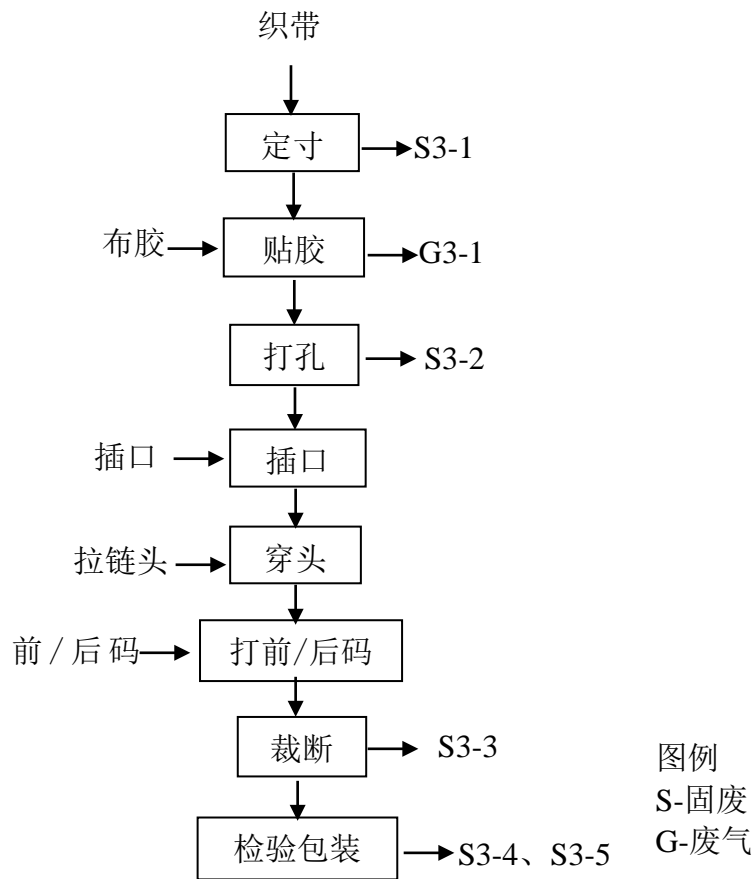 织带
定寸 S3-1
布胶 贴胶 G3-1
打孔 S3-2
插口 插口
拉链头 穿头
前/后码 打前/后码
裁断 S3-3
图例
S-固废
检验包装 S3-4、S3-5 G-废气